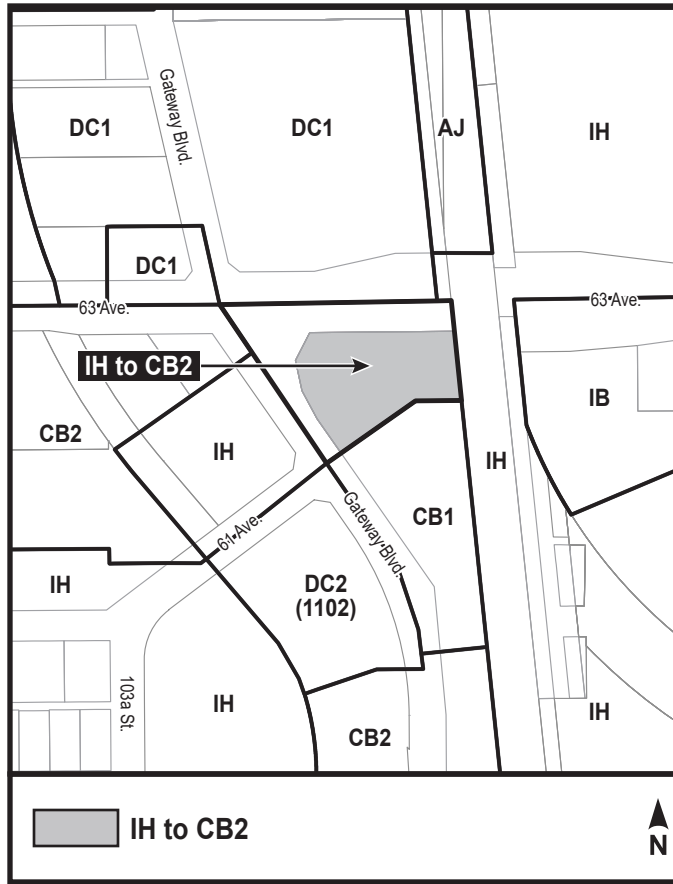 Gateway Blvd.
DC1
DC1
AJ
IH
DC1
63 Ave.
63 Ave.
IH to CB2
IB
CB2
IH
IH
CB1
Gateway Blvd.
61 Ave.
IH
DC2
(1102)
103a St.
IH
IH
CB2
IH to CB2
N